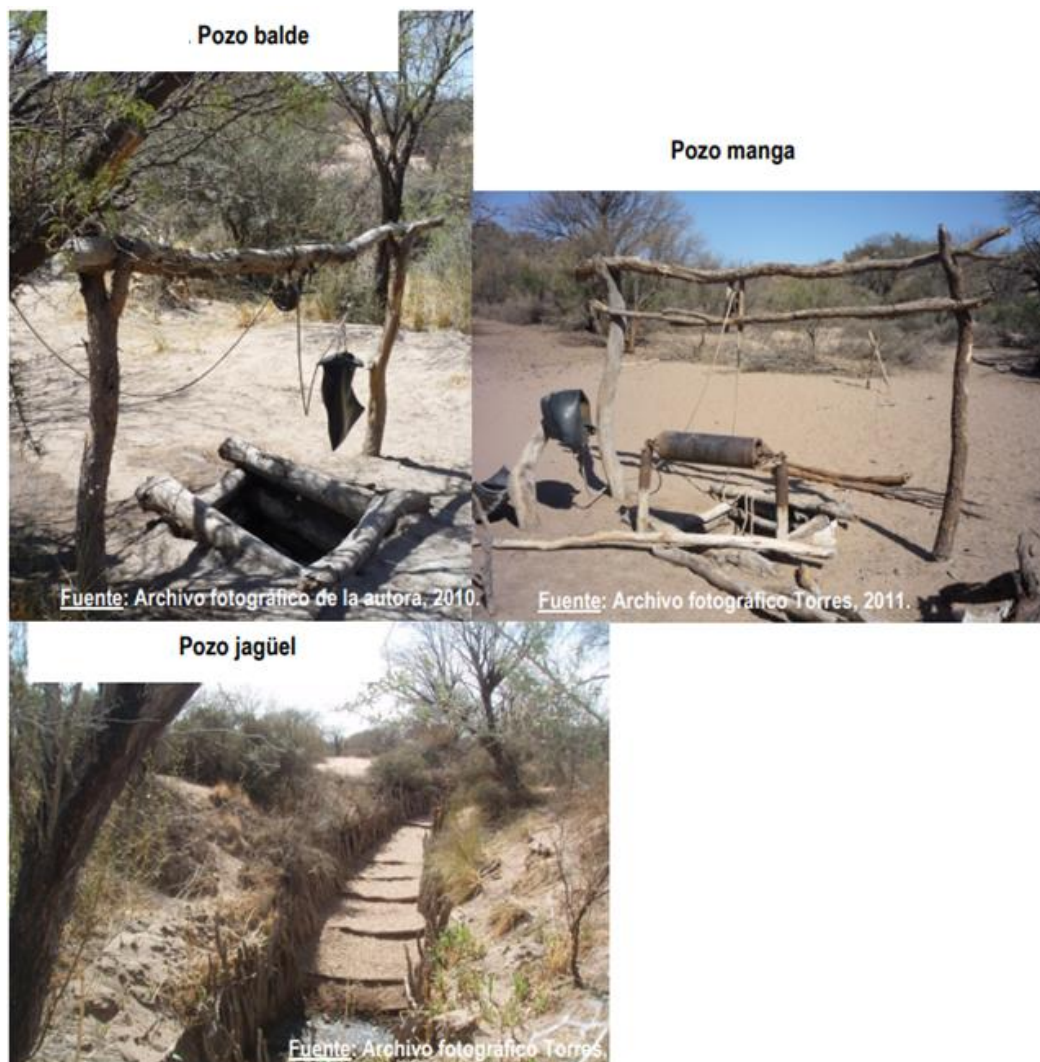 . Pozo balde
Pozo manga
Fuente: Archivo fotográfico de la autora, 2010.
Fuente: Archivo fotográfico Torres, 2011.
Pozo jagüel
Fuente: Archivo fotográfico Torres,